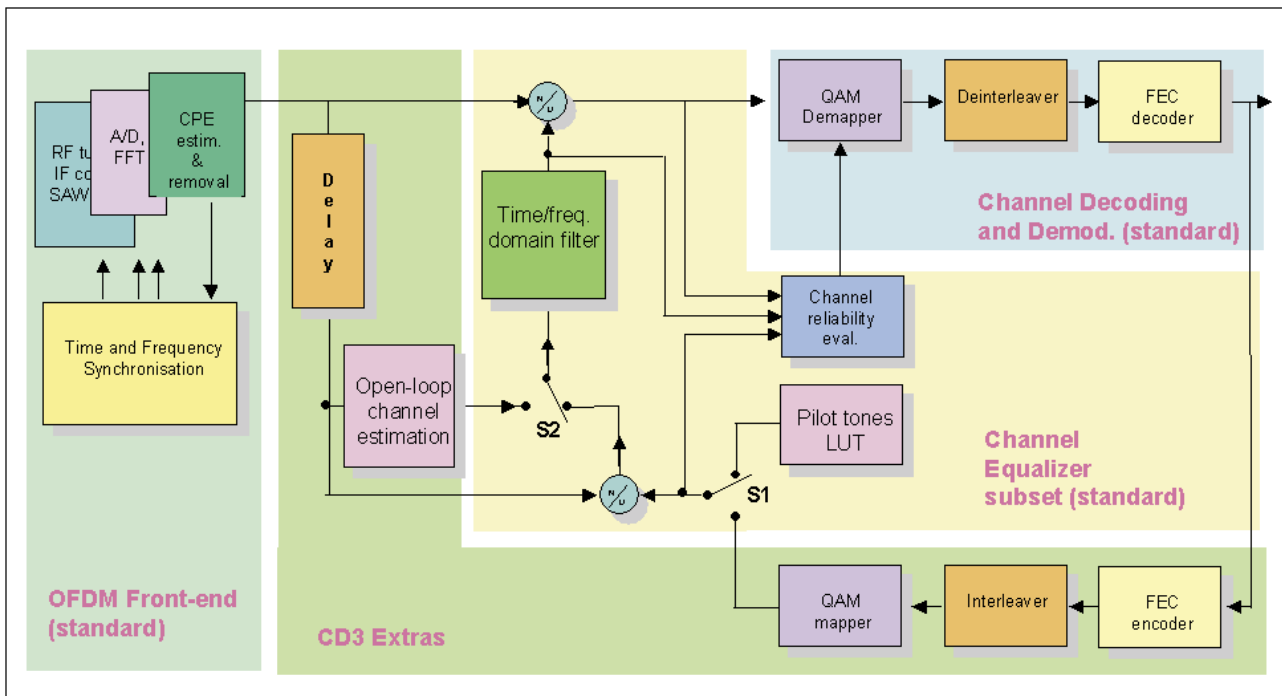 RF
IF
SAW
A/D,
FFT
CPE
estim.
&
removal
Time and Frequency
Synchronisation
OFDM Front-end
(standard)
D
e
l
a
y
Open-loop
channel
estimation
CD3 Extras
N/D
Time/freq.
domain filter
S2
N/D
S1
Pilot tones
LUT
Channel
reliability
eval.
Channel
Equalizer
subset (standard)
QAM
Demapper
Deinterleaver
FEC
decoder
Channel Decoding
and Demod. (standard)
QAM
mapper
Interleaver
FEC
encoder